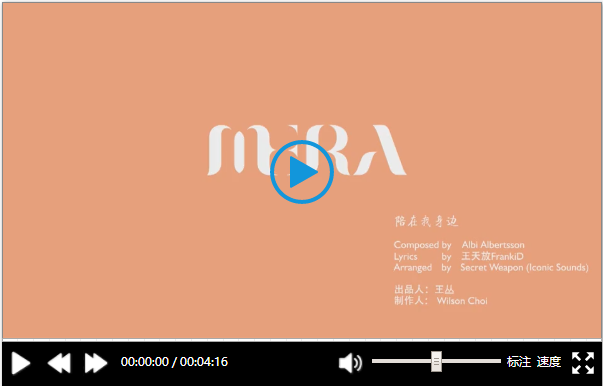 陪在我身边
Composed by Albi Albertsson
Lyrics by 王天放FrankiD
Arranged by Secret Weapon (Iconic Sounds)
出品人：王丛
制作人： Wilson Choi
00:00:00 / 00:04:16 标注 速度